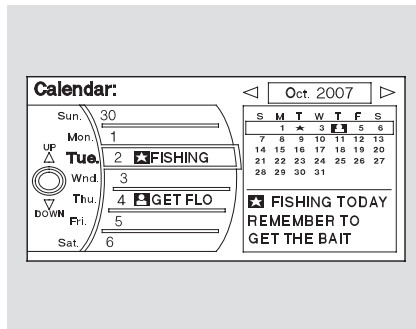 Calendar:
Oct. 2007
Sun. 30
Mon. 1
UP
Tue. 2 ★FISHING
Wnd. 3
Thu. 4 GET FLO
DOWN
Fri. 5
Sat. 6
S M T W T F S
1 ★ 3 5 6
7 8 9 10 11 12 13
14 15 16 17 18 19 20
21 22 23 24 25 26 27
28 29 30 31
★ FISHING TODAY
REMEMBER TO
GET THE BAIT